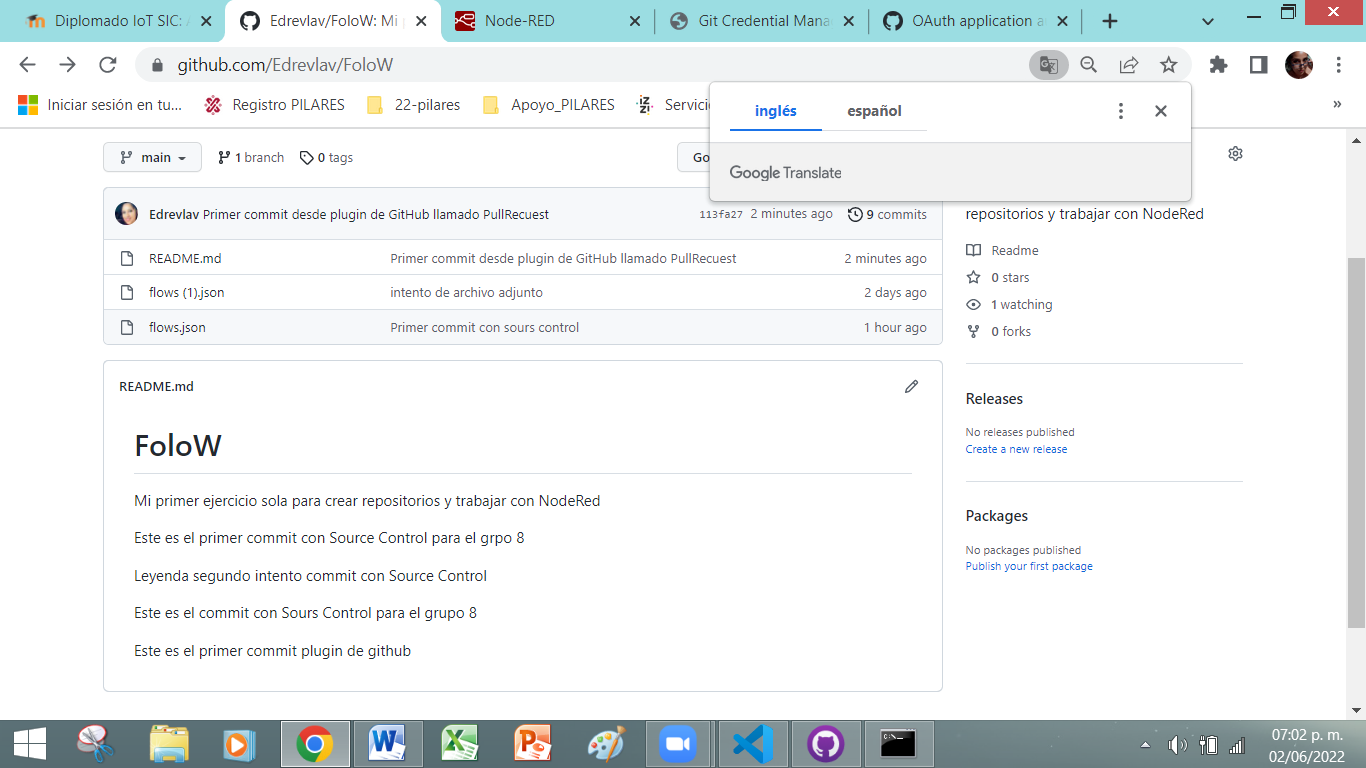 Diplomado IoT SIC: A
Edrevlav/FoloW: Mi p
Node-RED
Git Credential Mana
OAuth application a
github.com/Edrevlav/FoloW
Iniciar sesión en tu...
Registro PILARES
22-pilares
Apoyo_PILARES
Servici
»
inglés
español
Google Translate
main
1 branch
0 tags
Go
repositorios y trabajar con NodeRed
Edrevlav Primer commit desde plugin de GitHub llamado PullRecuest
113fa27 2 minutes ago
9 commits
README.md
Primer commit desde plugin de GitHub llamado PullRecuest
2 minutes ago
flows (1).json
intento de archivo adjunto
2 days ago
flows.json
Primer commit con sours control
1 hour ago
Readme
0 stars
1 watching
0 forks
Releases
No releases published
Create a new release
Packages
No packages published
Publish your first package
README.md
FoloW
Mi primer ejercicio sola para crear repositorios y trabajar con NodeRed
Este es el primer commit con Source Control para el grpo 8
Leyenda segundo intento commit con Source Control
Este es el commit con Sours Control para el grupo 8
Este es el primer commit plugin de github
07:02 p. m.
02/06/2022